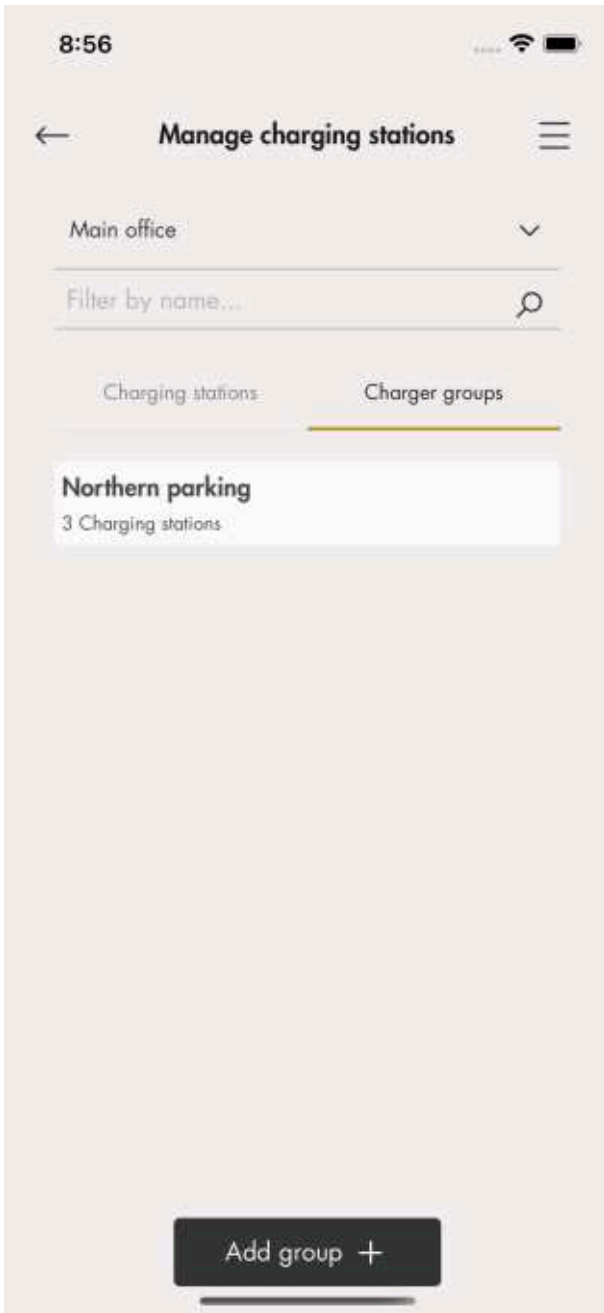 8:56
Manage charging stations
Main office
Filter by name...
Charging stations
Charger groups
Northern parking
3 Charging stations
Add group +